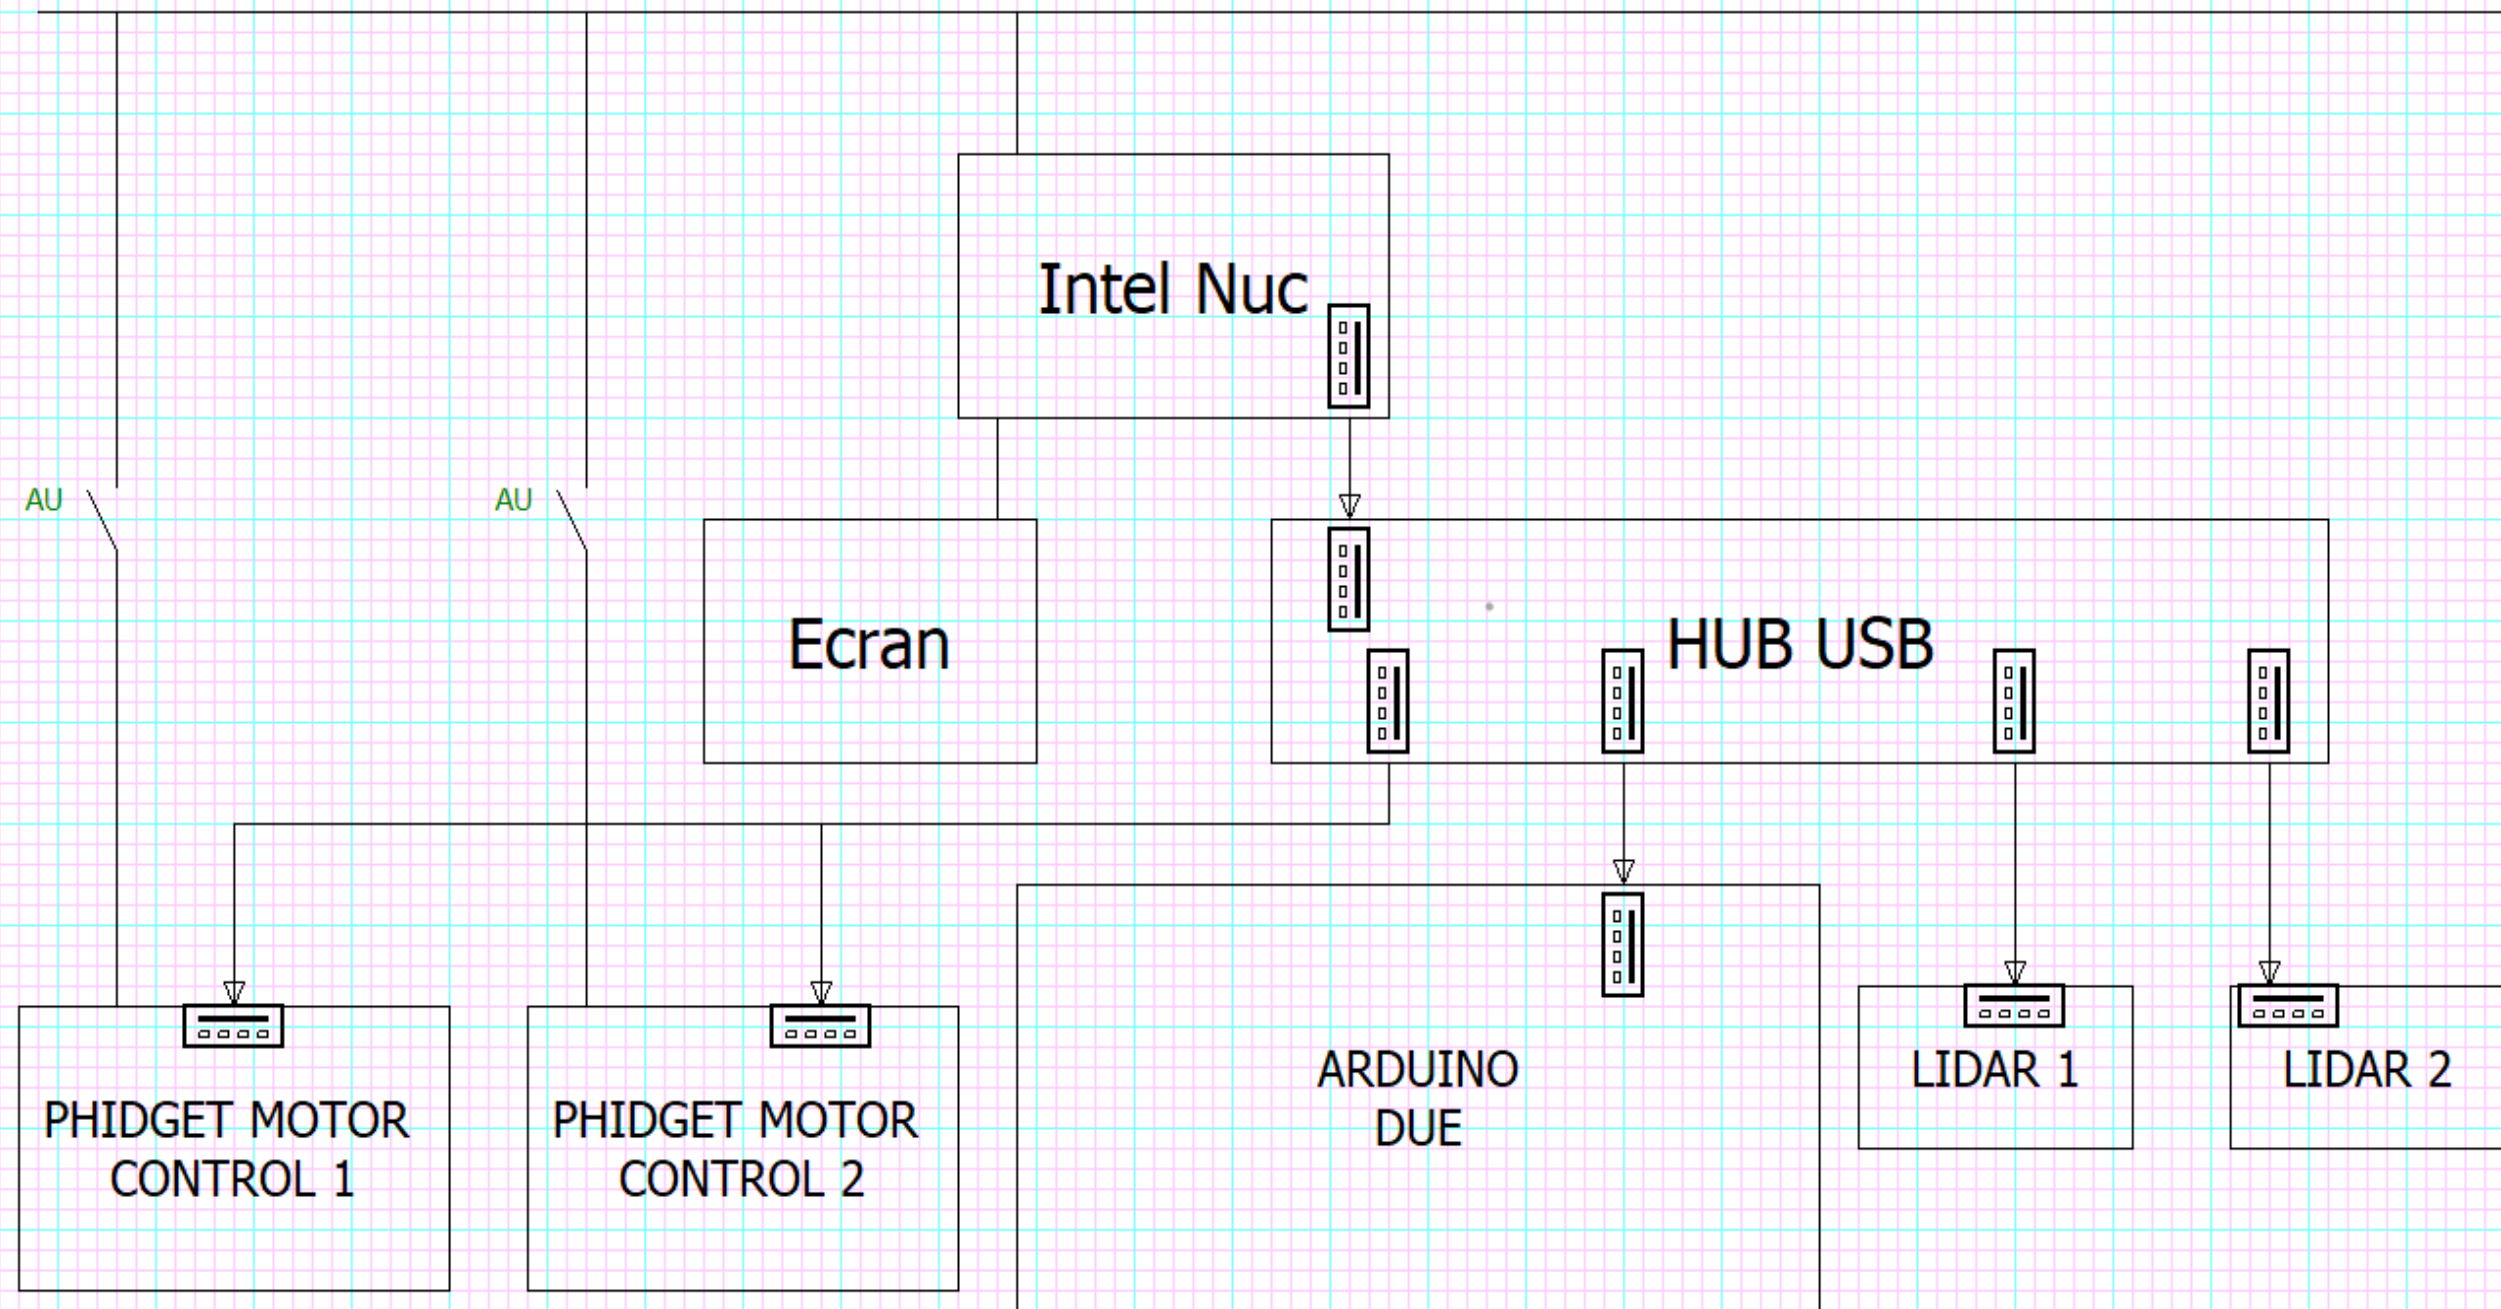 Intel Nuc
AU
AU
Ecran
HUB USB
ARDUINO
DUE
LIDAR 1
LIDAR 2
PHIDGET MOTOR
CONTROL 1
PHIDGET MOTOR
CONTROL 2